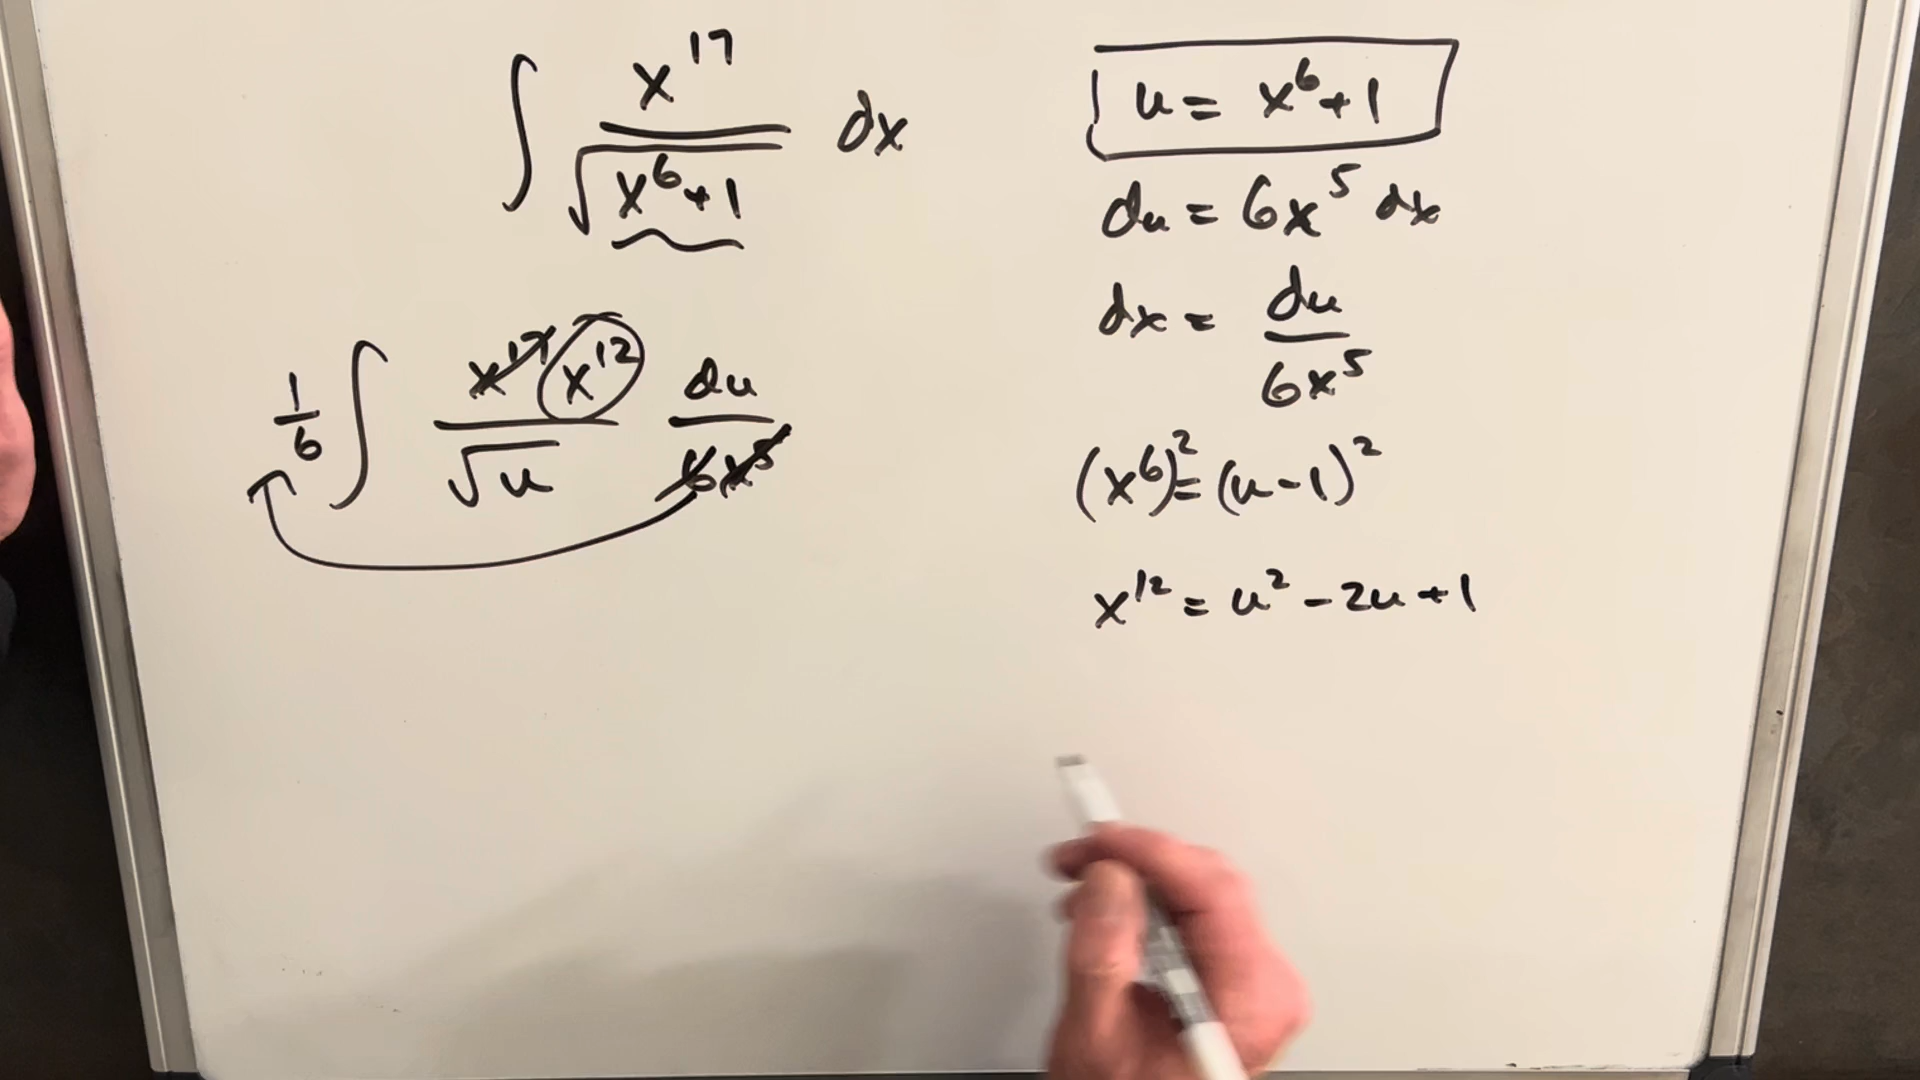 ∫ x^17 / √(x^6+1) dx
1/6 ∫ x^17 x^12 / √u du / 6x^5
u = x^6+1
du = 6x^5 dx
dx = du / 6x^5
(x^6)^2 = (u-1)^2
x^12 = u^2 - 2u + 1